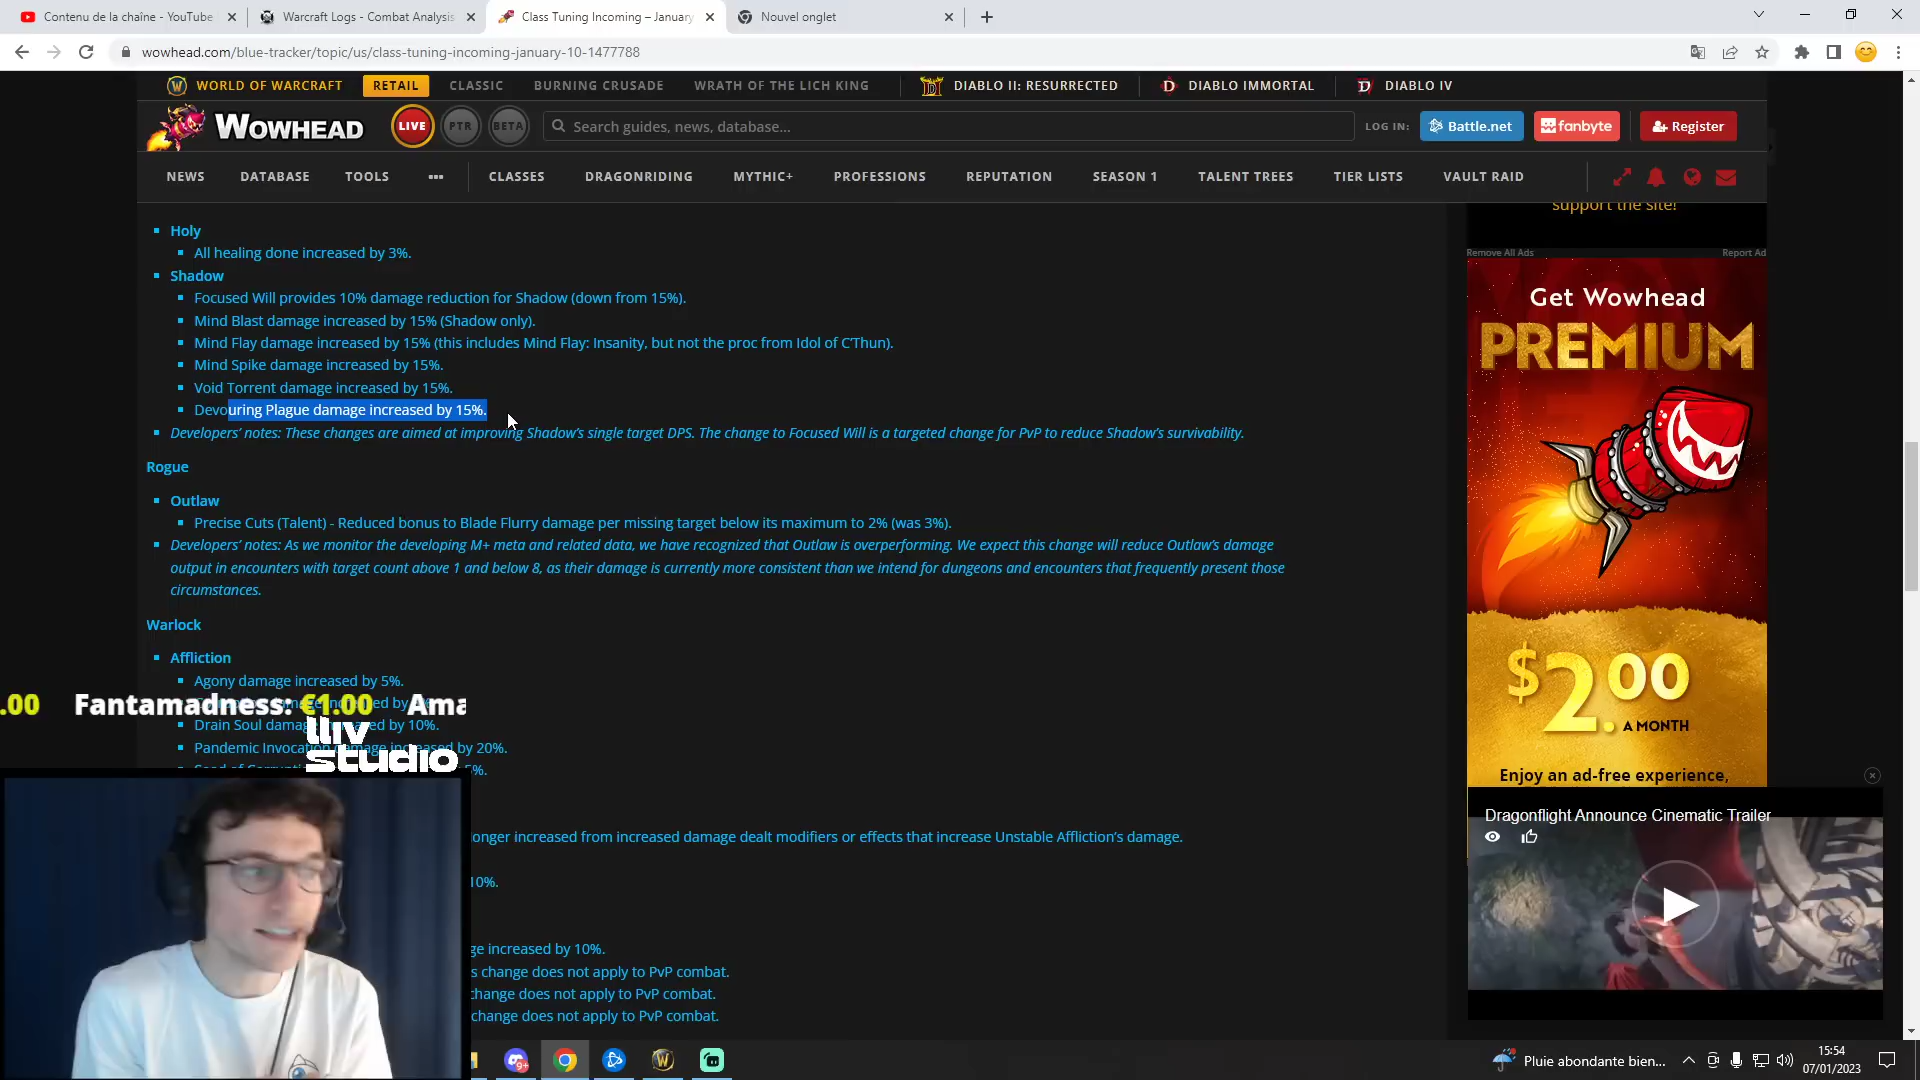 Contenu de la chaîne - YouTube
Warcraft Logs - Combat Analysis
Class Tuning Incoming – January
Nouvel onglet
wowhead.com/blue-tracker/topic/us/class-tuning-incoming-january-10-1477788
WORLD OF WARCRAFT
RETAIL
CLASSIC
BURNING CRUSADE
WRATH OF THE LICH KING
DIABLO II: RESURRECTED
DIABLO IMMORTAL
DIABLO IV
WOWHEAD
LIVE
PTR
BETA
Search guides, news, database...
LOG IN:
Battle.net
fanbyte
Register
NEWS
DATABASE
TOOLS
•••
CLASSES
DRAGONRIDING
MYTHIC+
PROFESSIONS
REPUTATION
SEASON 1
TALENT TREES
TIER LISTS
VAULT RAID
Holy
All healing done increased by 3%.
Shadow
Focused Will provides 10% damage reduction for Shadow (down from 15%).
Mind Blast damage increased by 15% (Shadow only).
Mind Flay damage increased by 15% (this includes Mind Flay: Insanity, but not the proc from Idol of C'Thun).
Mind Spike damage increased by 15%.
Void Torrent damage increased by 15%.
Devouring Plague damage increased by 15%.
Developers' notes: These changes are aimed at improving Shadow's single target DPS. The change to Focused Will is a targeted change for PvP to reduce Shadow's survivability.
Rogue
Outlaw
Precise Cuts (Talent) - Reduced bonus to Blade Flurry damage per missing target below its maximum to 2% (was 3%).
Developers' notes: As we monitor the developing M+ meta and related data, we have recognized that Outlaw is overperforming. We expect this change will reduce Outlaw's damage
output in encounters with target count above 1 and below 8, as their damage is currently more consistent than we intend for dungeons and encounters that frequently present those
circumstances.
Warlock
Affliction
Agony damage increased by 5%.
.00 Fantamadness: €1.00 Ama
Drain Soul damage increased by 10%.
Pandemic Invocation damage increased by 20%.
5%.
lliv
studio
longer increased from increased damage dealt modifiers or effects that increase Unstable Affliction's damage.
10%.
ge increased by 10%.
s change does not apply to PvP combat.
change does not apply to PvP combat.
change does not apply to PvP combat.
support the site!
Remove All Ads
Report Ad
Get Wowhead
PREMIUM
$2.00
A MONTH
Enjoy an ad-free experience,
Dragonflight Announce Cinematic Trailer
Pluie abondante bien...
15:54
07/01/2023